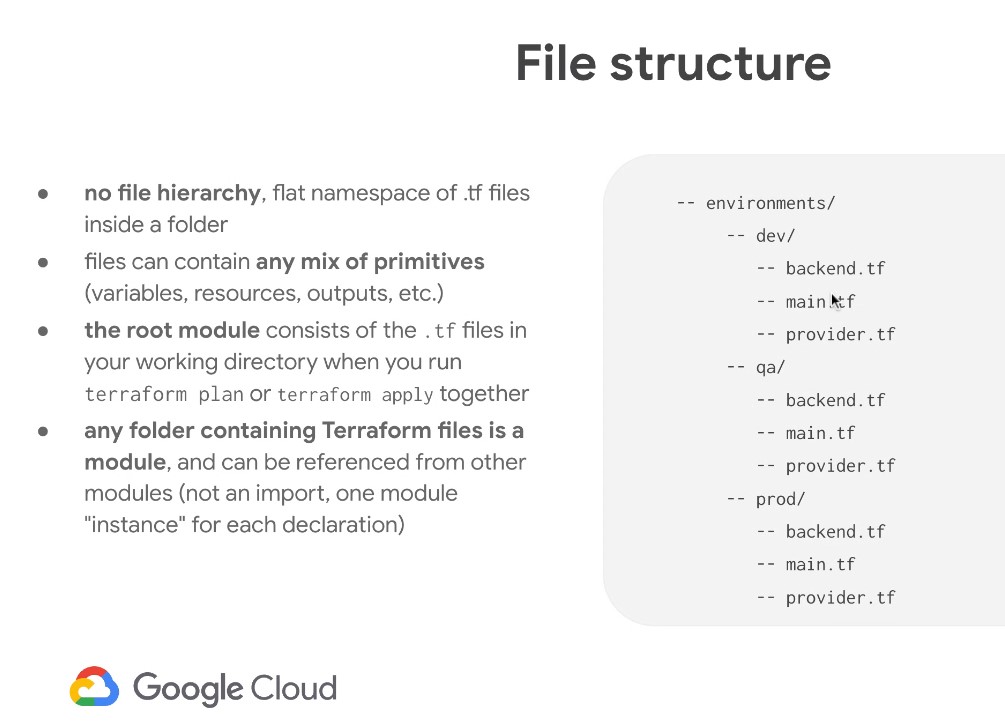 File structure
● no file hierarchy, flat namespace of .tf files
inside a folder
● files can contain any mix of primitives
(variables, resources, outputs, etc.)
● the root module consists of the .tf files in
your working directory when you run
terraform plan or terraform apply together
● any folder containing Terraform files is a
module, and can be referenced from other
modules (not an import, one module
"instance" for each declaration)
-- environments/
-- dev/
-- backend.tf
-- main.tf
-- provider.tf
-- qa/
-- backend.tf
-- main.tf
-- provider.tf
-- prod/
-- backend.tf
-- main.tf
-- provider.tf
Google Cloud